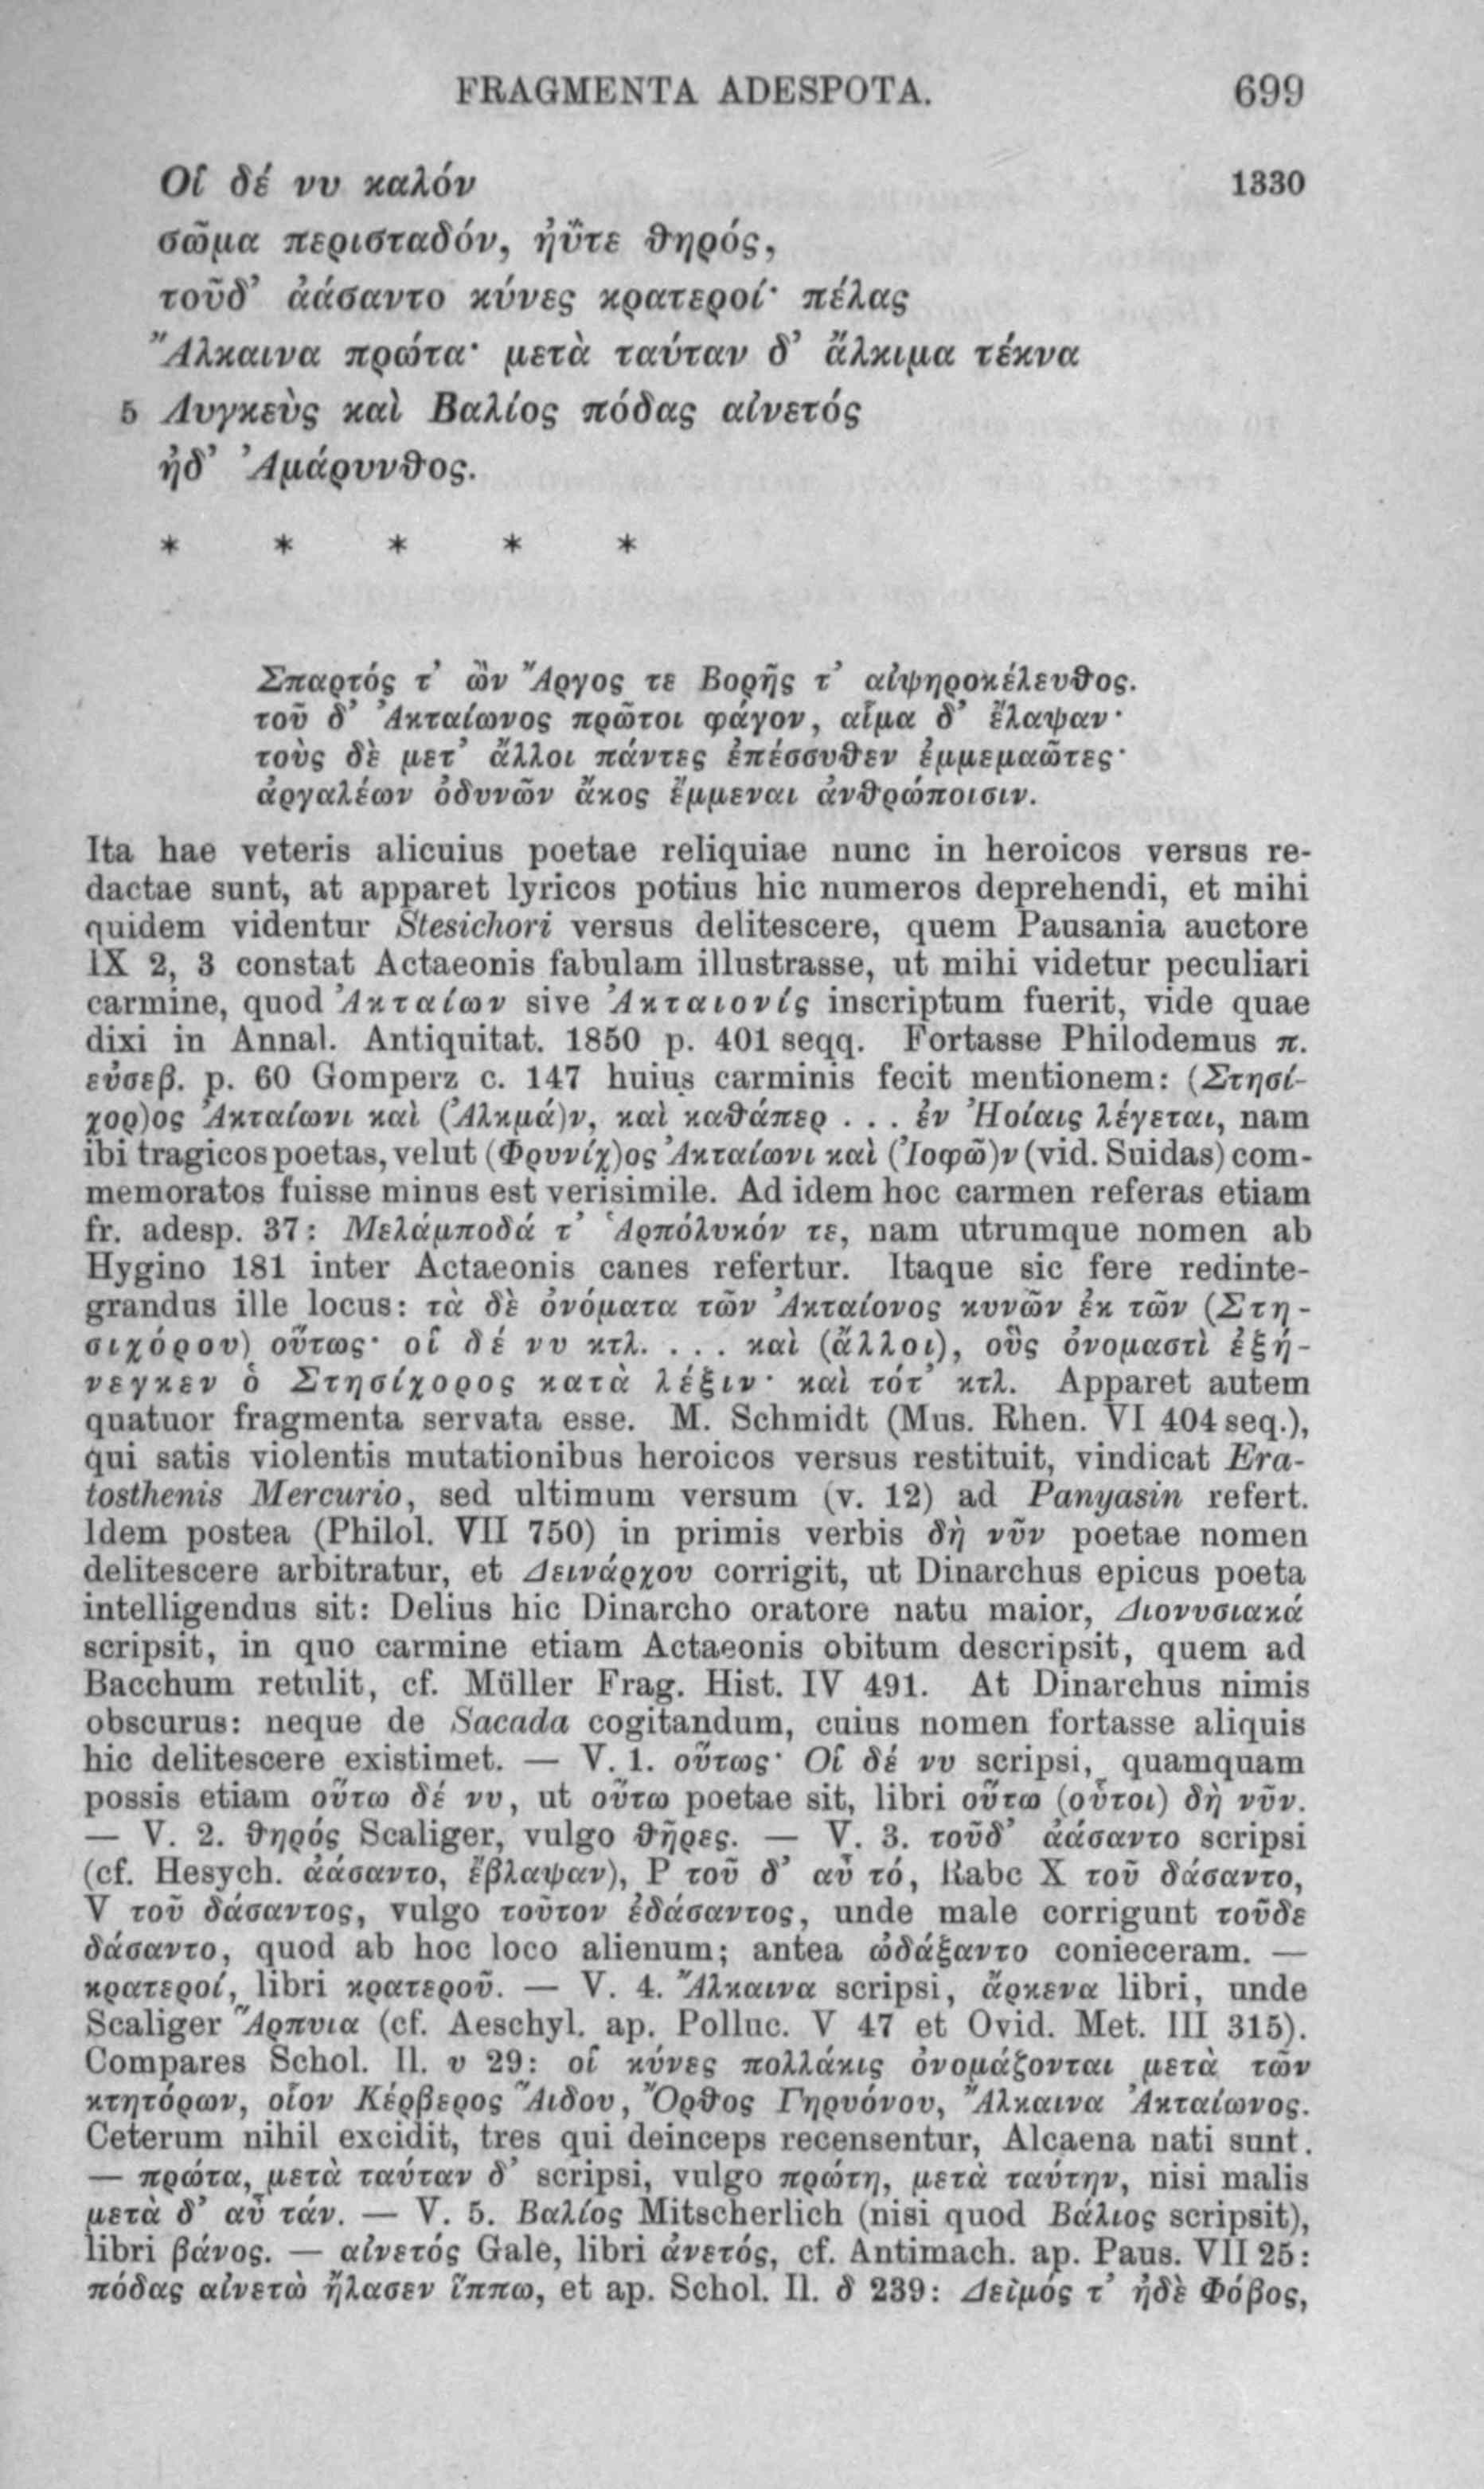 FRAGMENTA ADESPOTA. 699
Οἵ δέ νυ καλόν 1330
σῶμα περισταδόν, ἠΰτε θηρός,
τοῦδ᾽ ἀάσαντο κύνες κρατεροί· πέλας
Ἄλκαινα πρώτα· μετὰ ταύταν δ᾽ ἄλκιμα τέκνα
5 Λυγκεὺς καὶ Βαλίος πόδας αἰνετός
ἠδ᾽ Ἀμάρυνθος.
* * * * *
Σπαρτός τ᾽ ὢν Ἄργος τε Βορῆς τ᾽ αἰψηροκέλευθος.
τοῦ δ᾽ Ἀκταίωνος πρῶτοι φάγον, αἷμα δ᾽ ἔλαψαν·
τοὺς δὲ μετ᾽ ἄλλοι πάντες ἐπέσσυθεν ἐμμεμαῶτες·
ἀργαλέων ὀδυνῶν ἄκος ἔμμεναι ἀνθρώποισιν.
Ita hae veteris alicuius poetae reliquiae nunc in heroicos versus re-
dactae sunt, at apparet lyricos potius hic numeros deprehendi, et mihi
quidem videntur Stesichori versus delitescere, quem Pausania auctore
IX 2, 3 constat Actaeonis fabulam illustrasse, ut mihi videtur peculiari
carmine, quod Ἀκταίων sive Ἀκταιονίς inscriptum fuerit, vide quae
dixi in Annal. Antiquitat. 1850 p. 401 seqq. Fortasse Philodemus π.
εὐσεβ. p. 60 Gomperz c. 147 huius carminis fecit mentionem: (Στησί-
χορ)ος Ἀκταίωνι καὶ (Ἀλκμά)ν, καὶ καθάπερ . . . ἐν Ἠοίαις λέγεται, nam
ibi tragicos poetas, velut (Φρυνίχ)ος Ἀκταίωνι καὶ (Ἰοφῶ)ν (vid. Suidas) com-
memoratos fuisse minus est verisimile. Ad idem hoc carmen referas etiam
fr. adesp. 37: Μελάμποδά τ᾽ Ἁρπόλυκόν τε, nam utrumque nomen ab
Hygino 181 inter Actaeonis canes refertur. Itaque sic fere redinte-
grandus ille locus: τὰ δὲ ὀνόματα τῶν Ἀκταίονος κυνῶν ἐκ τῶν (Στη-
σιχόρου) οὕτως· οἵ δέ νυ κτλ. . . . καὶ (ἄλλοι), οὓς ὀνομαστὶ ἐξή-
νεγκεν ὁ Στησίχορος κατὰ λέξιν· καὶ τότ᾽ κτλ. Apparet autem
quatuor fragmenta servata esse. M. Schmidt (Mus. Rhen. VI 404 seq.),
qui satis violentis mutationibus heroicos versus restituit, vindicat Era-
tosthenis Mercurio, sed ultimum versum (v. 12) ad Panyasin refert.
Idem postea (Philol. VII 750) in primis verbis δὴ νῦν poetae nomen
delitescere arbitratur, et Δεινάρχου corrigit, ut Dinarchus epicus poeta
intelligendus sit: Delius hic Dinarcho oratore natu maior, Διονυσιακά
scripsit, in quo carmine etiam Actaeonis obitum descripsit, quem ad
Bacchum retulit, cf. Müller Frag. Hist. IV 491. At Dinarchus nimis
obscurus: neque de Sacada cogitandum, cuius nomen fortasse aliquis
hic delitescere existimet. — V. 1. οὕτως· Οἵ δέ νυ scripsi, quamquam
possis etiam οὕτω δέ νυ, ut οὕτω poetae sit, libri οὕτω (οὗτοι) δὴ νῦν.
— V. 2. θηρός Scaliger, vulgo θῆρες. — V. 3. τοῦδ᾽ ἀάσαντο scripsi
(cf. Hesych. ἀάσαντο, ἔβλαψαν), P τοῦ δ᾽ αὖ τό, Rabc X τοῦ δάσαντο,
V τοῦ δάσαντος, vulgo τοῦτον ἐδάσαντος, unde male corrigunt τοῦδε
δάσαντο, quod ab hoc loco alienum; antea ὠδάξαντο conieceram. —
κρατεροί, libri κρατεροῦ. — V. 4. Ἄλκαινα scripsi, ἄρκενα libri, unde
Scaliger Ἅρπυια (cf. Aeschyl. ap. Polluc. V 47 et Ovid. Met. III 315).
Compares Schol. Il. υ 29: οἱ κύνες πολλάκις ὀνομάζονται μετὰ τῶν
κτητόρων, οἷον Κέρβερος Ἄιδου, Ὄρθος Γηρυόνου, Ἄλκαινα Ἀκταίωνος.
Ceterum nihil excidit, tres qui deinceps recensentur, Alcaena nati sunt.
— πρώτα, μετὰ ταύταν δ᾽ scripsi, vulgo πρώτη, μετὰ ταύτην, nisi malis
μετὰ δ᾽ αὖ τάν. — V. 5. Βαλίος Mitscherlich (nisi quod Βάλιος scripsit),
libri βάνος. — αἰνετός Gale, libri ἀνετός, cf. Antimach. ap. Paus. VII 25:
πόδας αἰνετὼ ἤλασεν ἵππω, et ap. Schol. Il. δ 239: Δεῖμός τ᾽ ἠδὲ Φόβος,